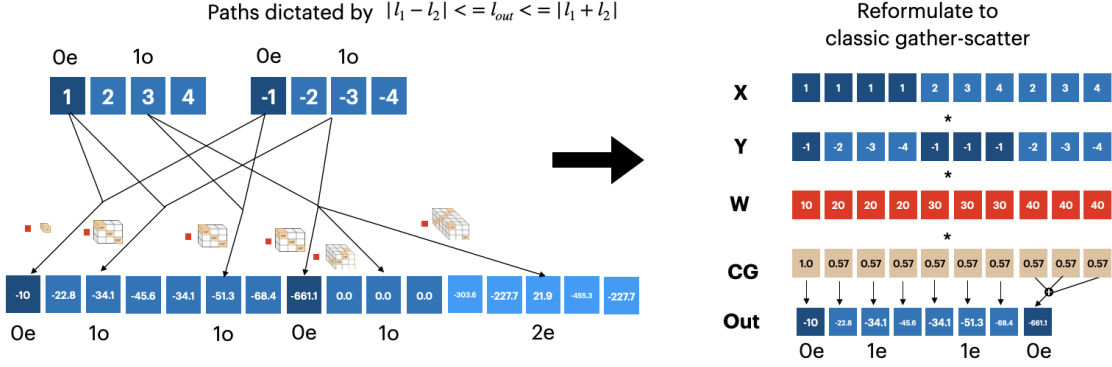 Paths dictated by |l₁ − l₂| < = lₒᵤₜ < = |l₁ + l₂|
0e 1o 0e 1o
1 2 3 4 -1 -2 -3 -4
-10 -22.8 -34.1 -45.6 -34.1 -51.3 -68.4 -661.1 0.0 0.0 0.0 -303.6 -227.7 21.9 -455.3 -227.7
0e 1o 1o 0e 1o 2e
Reformulate to
classic gather-scatter
X 1 1 1 1 2 3 4 2 3 4
*
Y -1 -2 -3 -4 -1 -1 -1 -2 -3 -4
*
W 10 20 20 20 30 30 30 40 40 40
*
CG 1.0 0.57 0.57 0.57 0.57 0.57 0.57 0.57 0.57 0.57
+
Out -10 -22.8 -34.1 -45.6 -34.1 -51.3 -68.4 -661.1
0e 1e 1e 0e